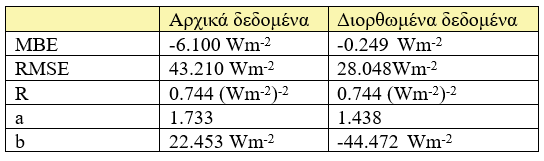 Αρχικά δεδομένα Διορθωμένα δεδομένα
MBE -6.100 Wm-2 -0.249 Wm-2
RMSE 43.210 Wm-2 28.048Wm-2
R 0.744 (Wm-2)-2 0.744 (Wm-2)-2
a 1.733 1.438
b 22.453 Wm-2 -44.472 Wm-2